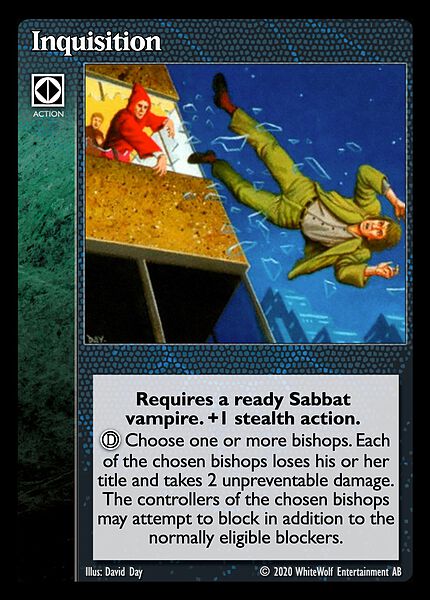 Inquisition
ACTION
DAY.
Requires a ready Sabbat
vampire. +1 stealth action.
Ⓓ Choose one or more bishops. Each
of the chosen bishops loses his or her
title and takes 2 unpreventable damage.
The controllers of the chosen bishops
may attempt to block in addition to the
normally eligible blockers.
Illus: David Day © 2020 WhiteWolf Entertainment AB